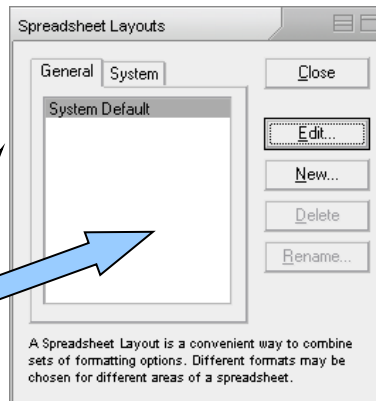 Spreadsheet Layouts
General System
System Default
Close
Edit...
New...
Delete
Rename...
A Spreadsheet Layout is a convenient way to combine
sets of formatting options. Different formats may be
chosen for different areas of a spreadsheet.